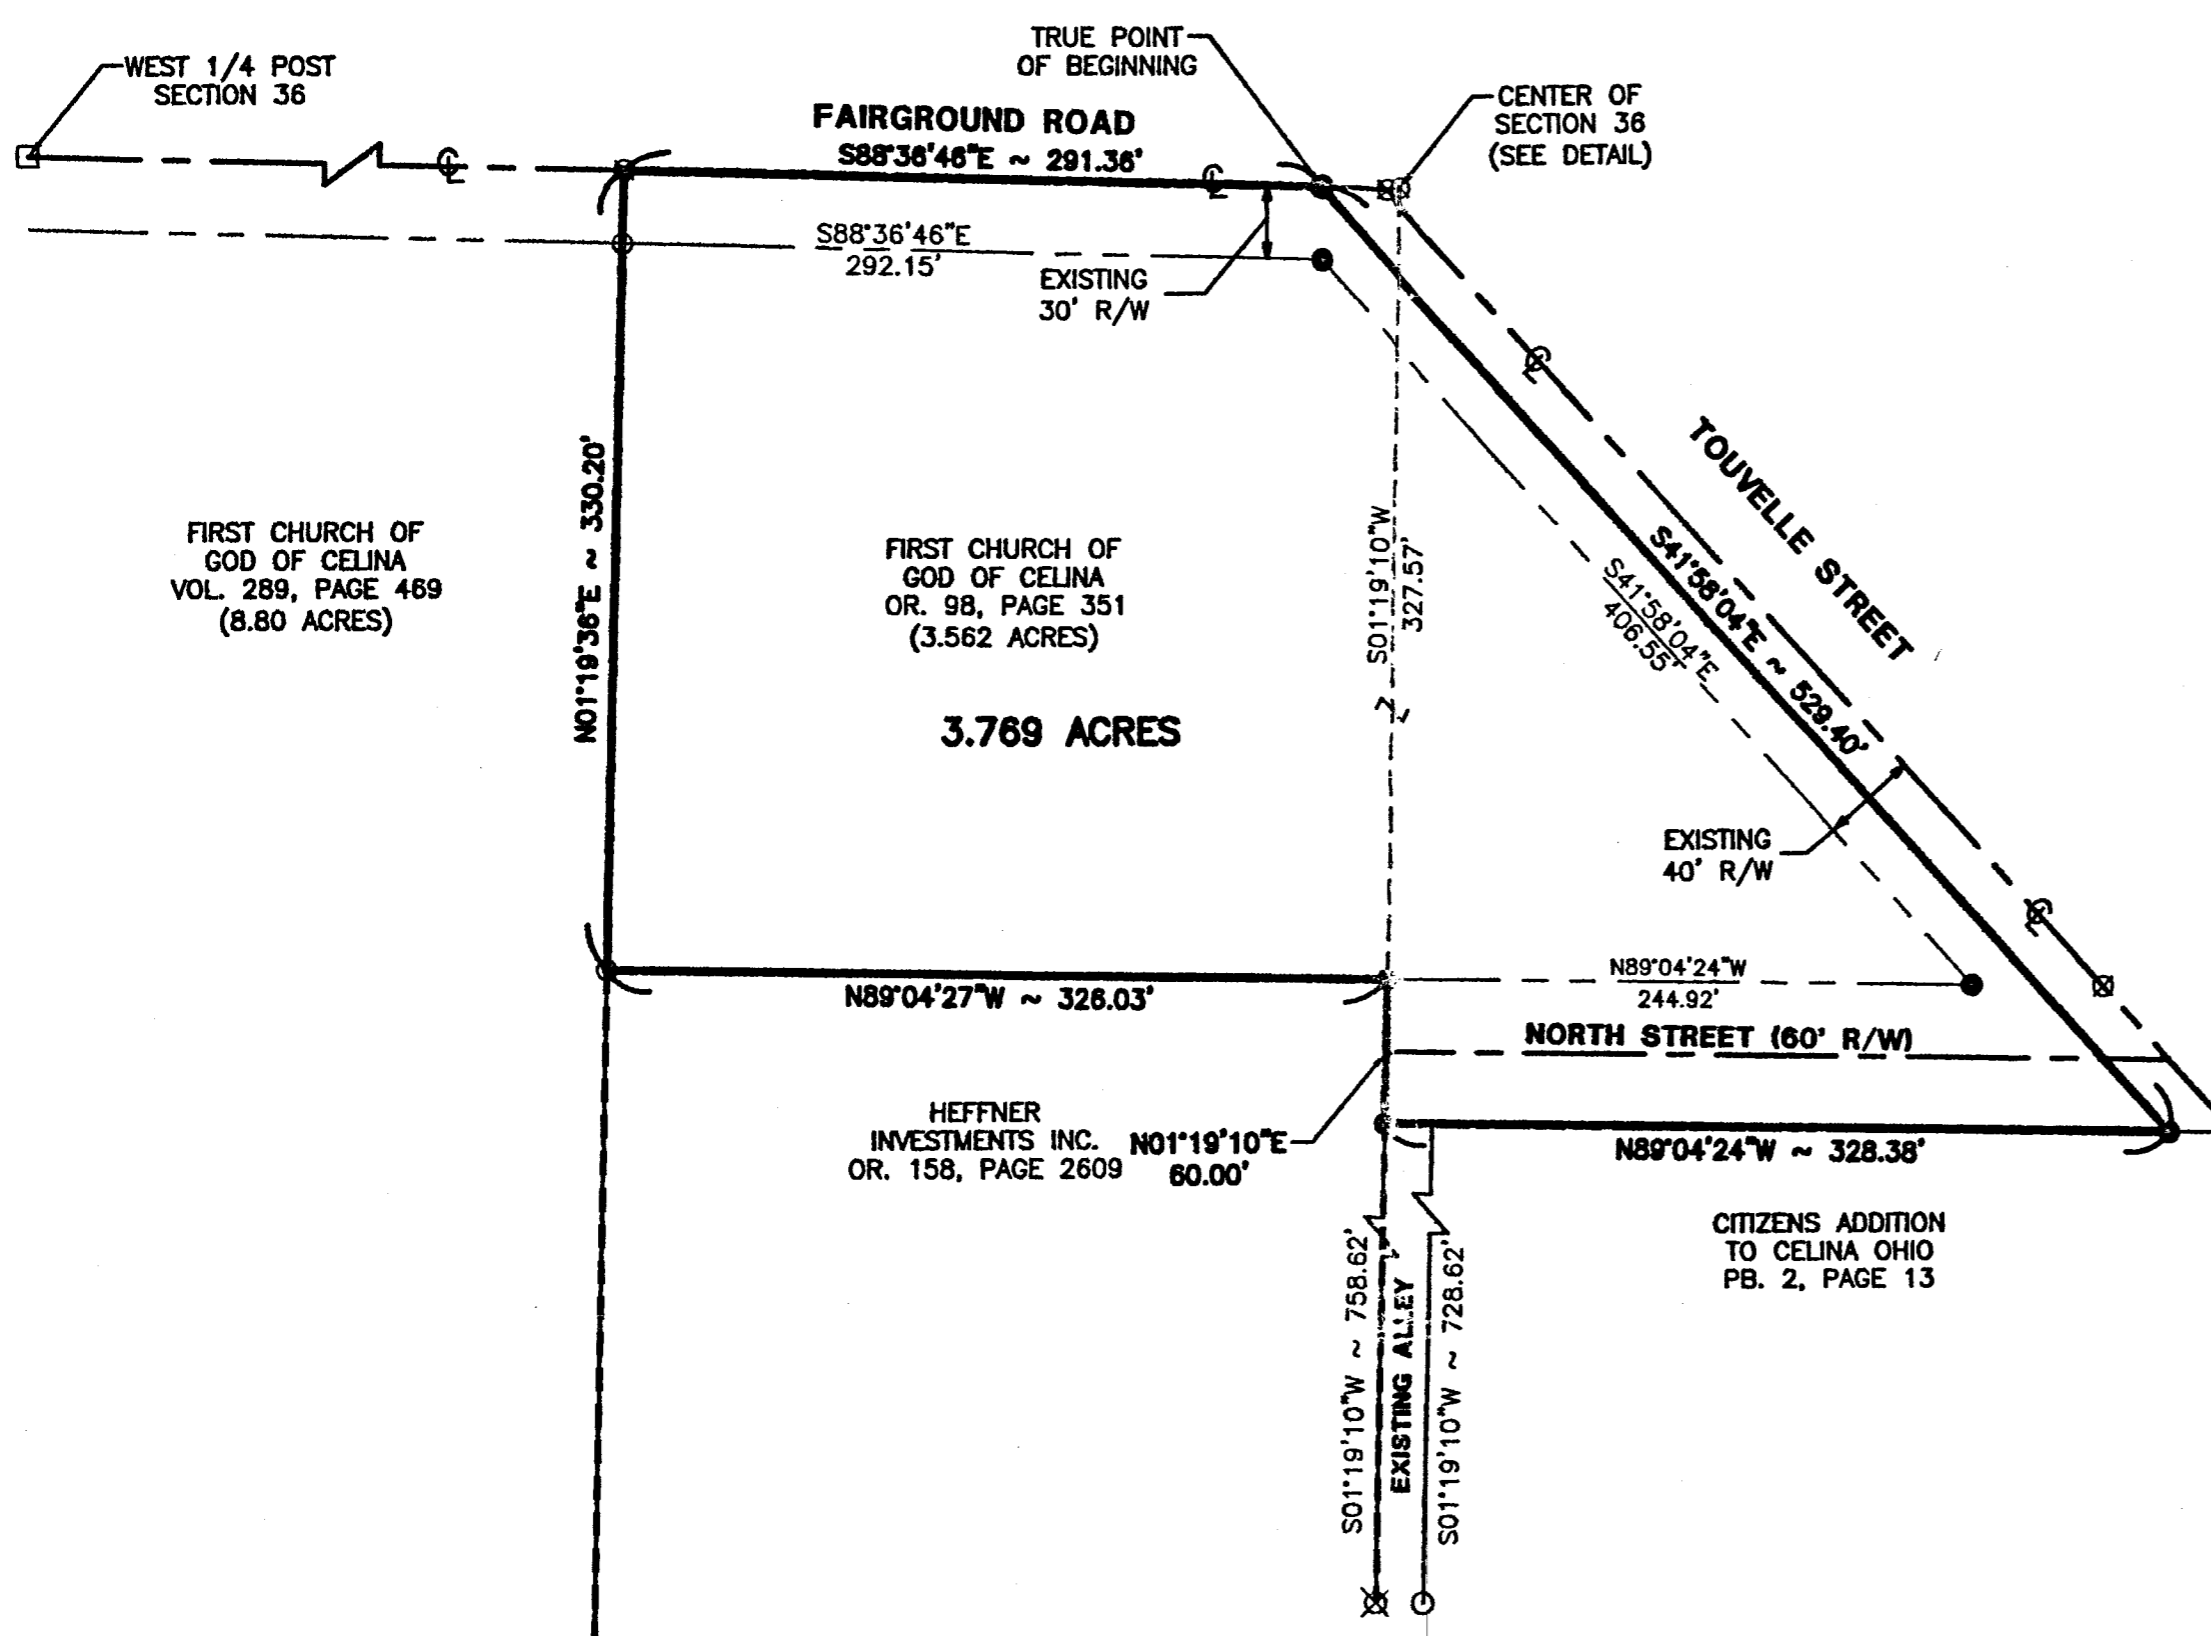 TRUE POINT
OF BEGINNING
WEST 1/4 POST
SECTION 36
CENTER OF
SECTION 36
(SEE DETAIL)
FAIRGROUND ROAD
S88°36'46"E ~ 291.36'
S88°36'46"E
292.15'
EXISTING
30' R/W
TOUVELLE STREET
N01°19'36"E ~ 330.20'
FIRST CHURCH OF
GOD OF CELINA
VOL. 289, PAGE 469
(8.80 ACRES)
FIRST CHURCH OF
GOD OF CELINA
OR. 98, PAGE 351
(3.562 ACRES)
3.769 ACRES
S01°19'10"W
327.57'
S41°58'04"E
406.55'
S41°58'04"E ~ 529.40'
EXISTING
40' R/W
N89°04'27"W ~ 326.03'
N89°04'24"W
244.92'
NORTH STREET (60' R/W)
HEFFNER
INVESTMENTS INC.
OR. 158, PAGE 2609
N01°19'10"E
60.00'
N89°04'24"W ~ 328.38'
CITIZENS ADDITION
TO CELINA OHIO
PB. 2, PAGE 13
S01°19'10"W ~ 758.62'
EXISTING ALLEY
S01°19'10"W ~ 728.62'